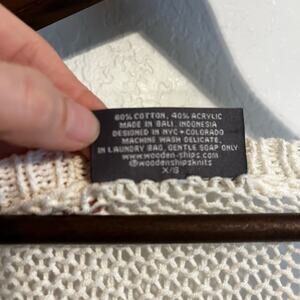 60% COTTON, 40% ACRYLIC
MADE IN BALI, INDONESIA
DESIGNED IN NYC + COLORADO
MACHINE WASH DELICATE,
IN LAUNDRY BAG, GENTLE SOAP ONLY
www.wooden-ships.com
@woodenshipsknits
X/S